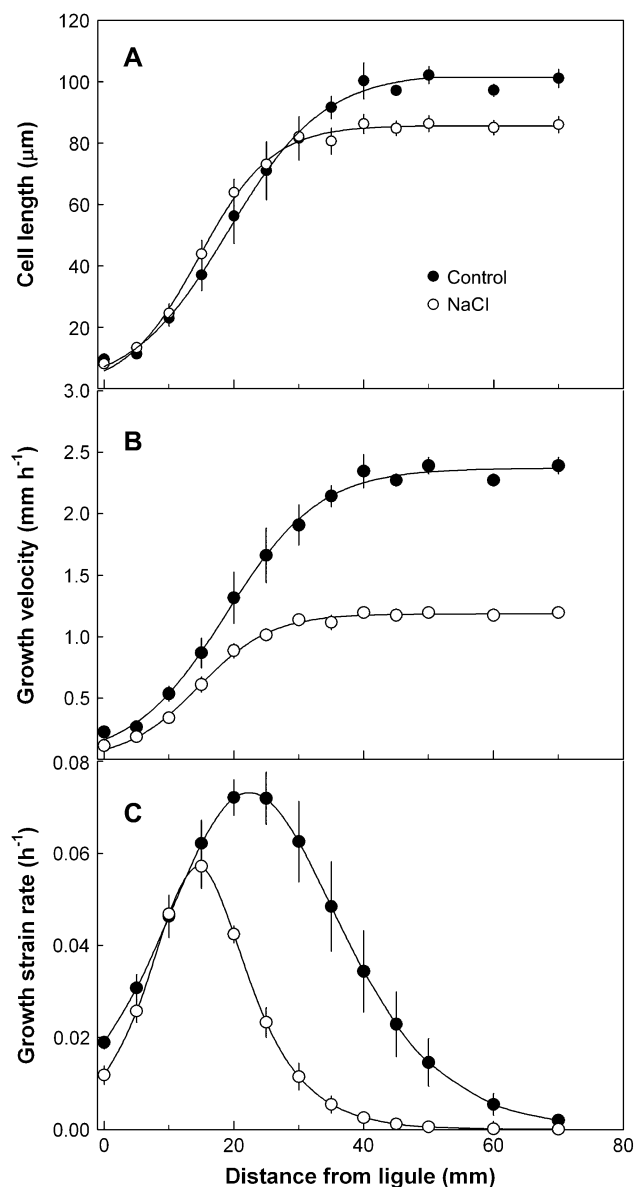 A
120
100
80
60
40
20
Cell length (μm)
Control
NaCl
B
3.0
2.5
2.0
1.5
1.0
0.5
Growth velocity (mm h-1)
C
0.08
0.06
0.04
0.02
0.00
Growth strain rate (h-1)
0 20 40 60 80
Distance from ligule (mm)